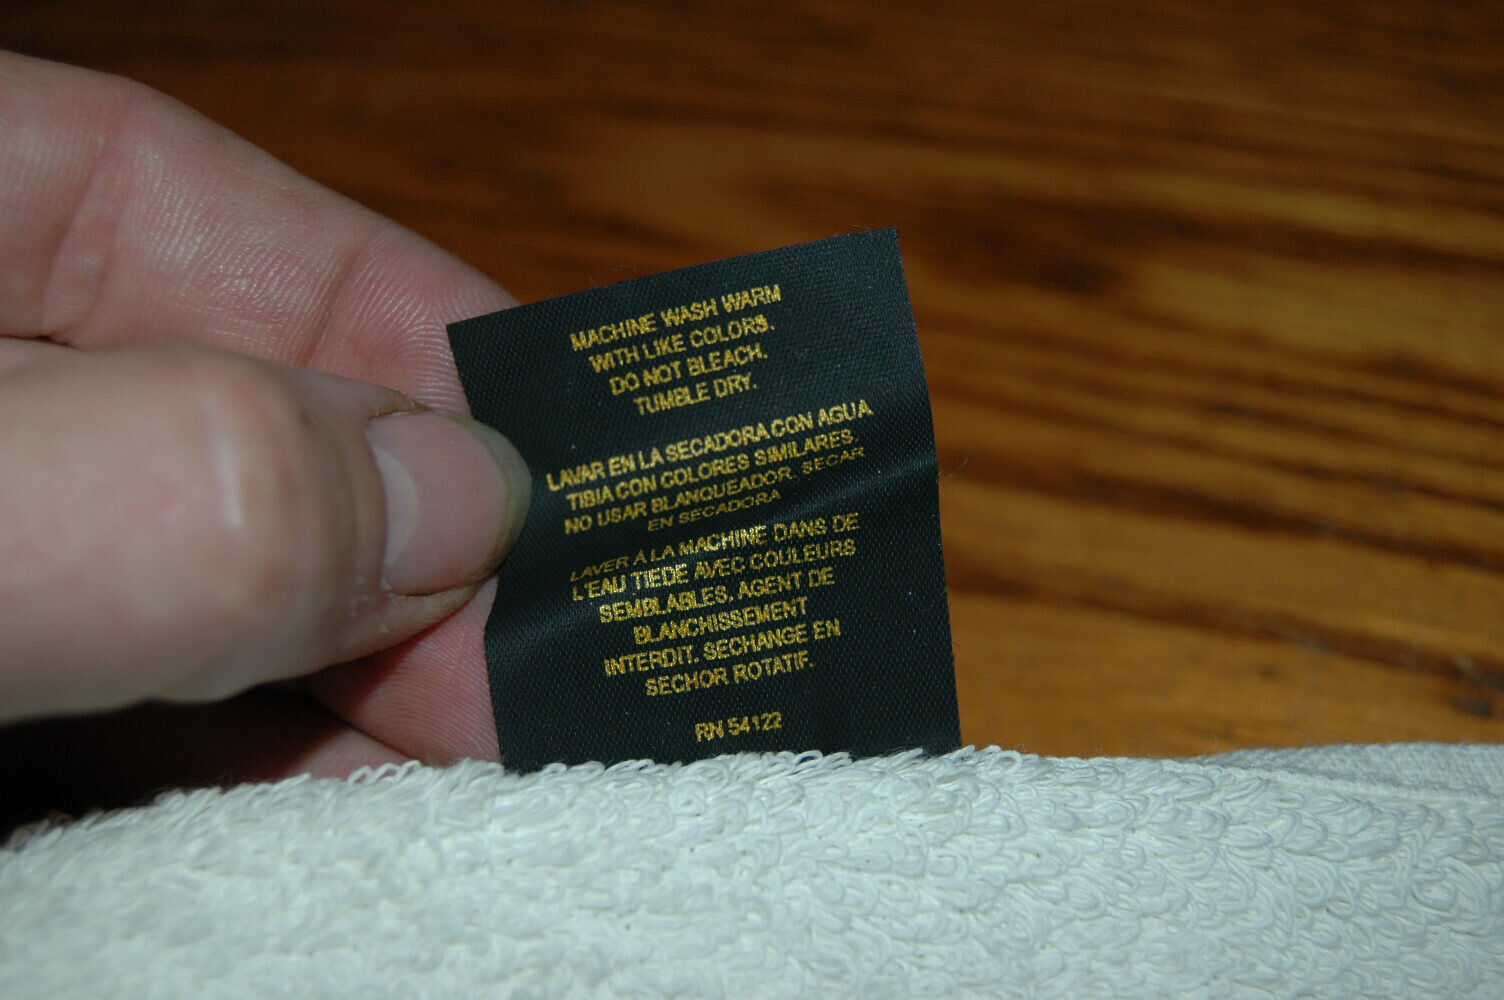 MACHINE WASH WARM
WITH LIKE COLORS.
DO NOT BLEACH.
TUMBLE DRY.
LAVAR EN LA SECADORA CON AGUA
TIBIA CON COLORES SIMILARES.
NO USAR BLANQUEADOR. SECAR
EN SECADORA
LAVER À LA MACHINE DANS DE
L'EAU TIEDE AVEC COULEURS
SEMBLABLES. AGENT DE
BLANCHISSEMENT
INTERDIT. SECHANGE EN
SECHOR ROTATIF.
RN 54122